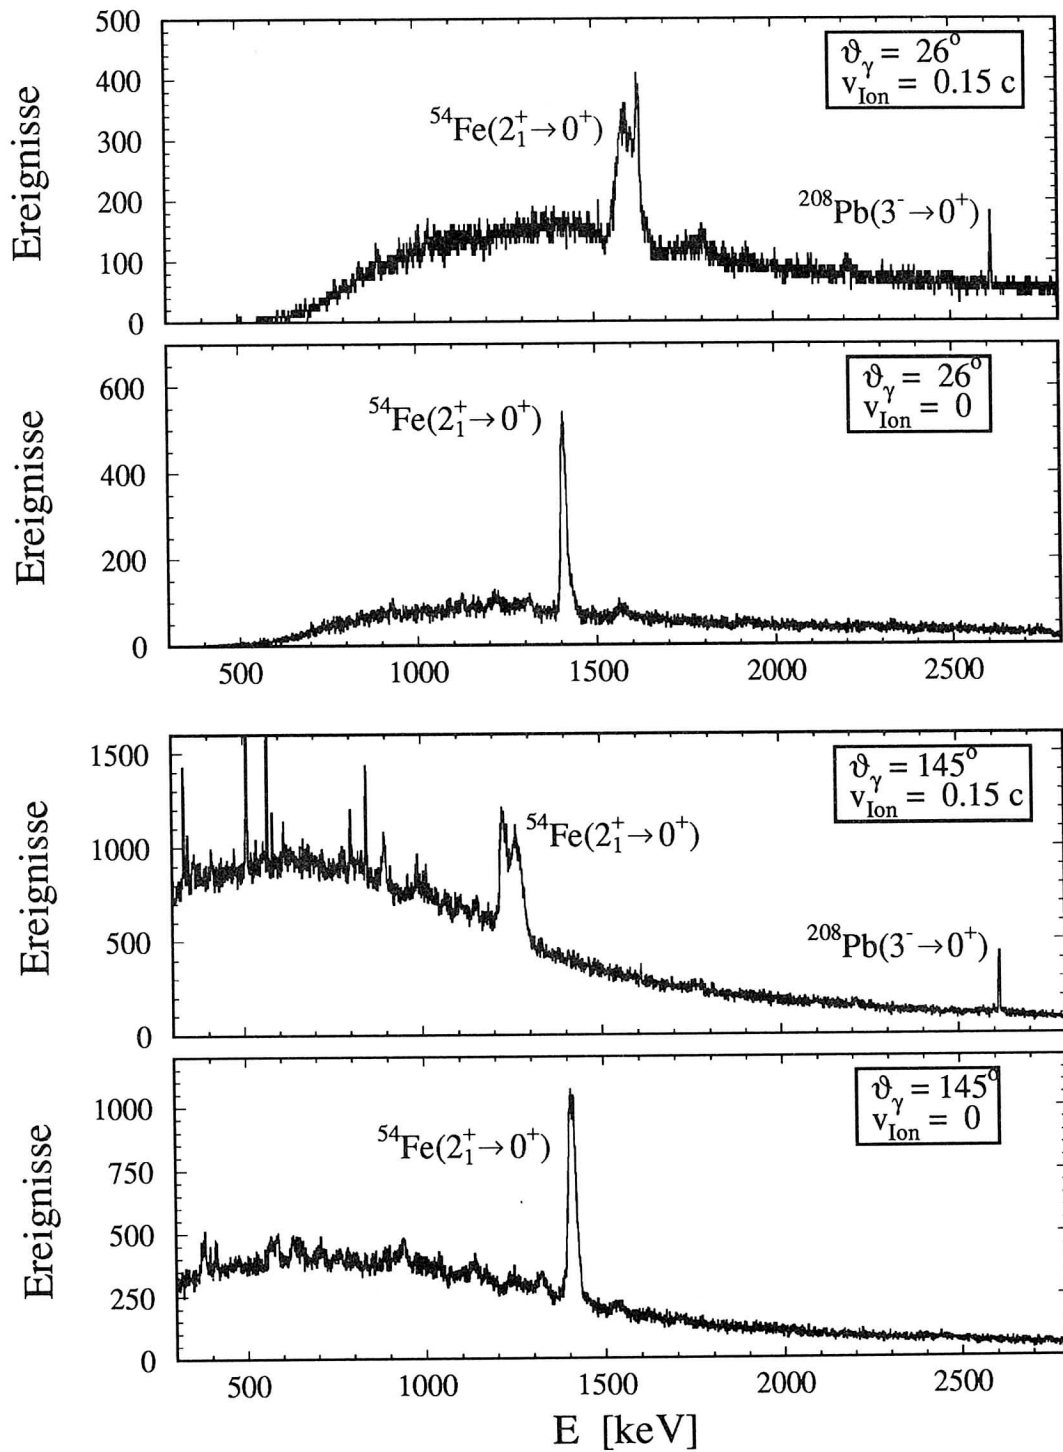 500
400
300
200
100
0
Ereignisse
ϑγ = 26°
vIon = 0.15 c
⁵⁴Fe(2₁⁺→0⁺)
²⁰⁸Pb(3⁻→0⁺)
600
400
200
0
Ereignisse
ϑγ = 26°
vIon = 0
⁵⁴Fe(2₁⁺→0⁺)
500 1000 1500 2000 2500
1500
1000
500
0
Ereignisse
ϑγ = 145°
vIon = 0.15 c
⁵⁴Fe(2₁⁺→0⁺)
²⁰⁸Pb(3⁻→0⁺)
1000
750
500
250
0
Ereignisse
ϑγ = 145°
vIon = 0
⁵⁴Fe(2₁⁺→0⁺)
500 1000 1500 2000 2500
E [keV]